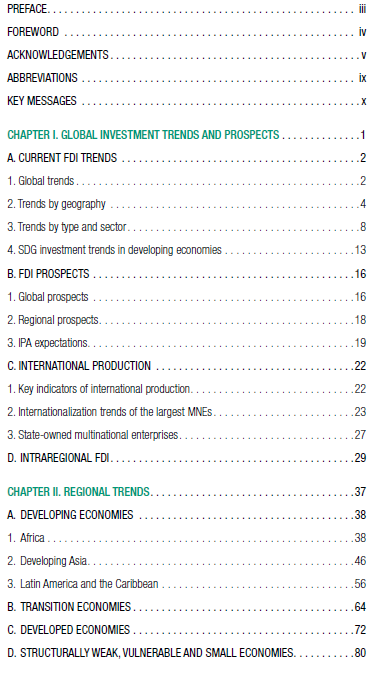 PREFACE. . . . . . . . . . . . . . . . . . . . . . . . . . . . . . . . . . . . . . . . . . . . . . . iii
FOREWORD . . . . . . . . . . . . . . . . . . . . . . . . . . . . . . . . . . . . . . . . . . . . . iv
ACKNOWLEDGEMENTS . . . . . . . . . . . . . . . . . . . . . . . . . . . . . . . . . . . . . . v
ABBREVIATIONS . . . . . . . . . . . . . . . . . . . . . . . . . . . . . . . . . . . . . . . . . . ix
KEY MESSAGES . . . . . . . . . . . . . . . . . . . . . . . . . . . . . . . . . . . . . . . . . . x
CHAPTER I. GLOBAL INVESTMENT TRENDS AND PROSPECTS . . . . . . . . . . . . 1
A. CURRENT FDI TRENDS . . . . . . . . . . . . . . . . . . . . . . . . . . . . . . . . . . . . 2
1. Global trends . . . . . . . . . . . . . . . . . . . . . . . . . . . . . . . . . . . . . . . . . . . 2
2. Trends by geography . . . . . . . . . . . . . . . . . . . . . . . . . . . . . . . . . . . . . . 4
3. Trends by type and sector . . . . . . . . . . . . . . . . . . . . . . . . . . . . . . . . . . . 8
4. SDG investment trends in developing economies . . . . . . . . . . . . . . . . . . . . 13
B. FDI PROSPECTS . . . . . . . . . . . . . . . . . . . . . . . . . . . . . . . . . . . . . . . . 16
1. Global prospects . . . . . . . . . . . . . . . . . . . . . . . . . . . . . . . . . . . . . . . . 16
2. Regional prospects. . . . . . . . . . . . . . . . . . . . . . . . . . . . . . . . . . . . . . . 18
3. IPA expectations. . . . . . . . . . . . . . . . . . . . . . . . . . . . . . . . . . . . . . . . . 19
C. INTERNATIONAL PRODUCTION . . . . . . . . . . . . . . . . . . . . . . . . . . . . . . 22
1. Key indicators of international production . . . . . . . . . . . . . . . . . . . . . . . . . 22
2. Internationalization trends of the largest MNEs . . . . . . . . . . . . . . . . . . . . . . 23
3. State-owned multinational enterprises . . . . . . . . . . . . . . . . . . . . . . . . . . . 27
D. INTRAREGIONAL FDI . . . . . . . . . . . . . . . . . . . . . . . . . . . . . . . . . . . . . . 29
CHAPTER II. REGIONAL TRENDS. . . . . . . . . . . . . . . . . . . . . . . . . . . . . . . . 37
A. DEVELOPING ECONOMIES . . . . . . . . . . . . . . . . . . . . . . . . . . . . . . . . . 38
1. Africa . . . . . . . . . . . . . . . . . . . . . . . . . . . . . . . . . . . . . . . . . . . . . . . . 38
2. Developing Asia. . . . . . . . . . . . . . . . . . . . . . . . . . . . . . . . . . . . . . . . . 46
3. Latin America and the Caribbean . . . . . . . . . . . . . . . . . . . . . . . . . . . . . . 56
B. TRANSITION ECONOMIES . . . . . . . . . . . . . . . . . . . . . . . . . . . . . . . . . . 64
C. DEVELOPED ECONOMIES . . . . . . . . . . . . . . . . . . . . . . . . . . . . . . . . . . 72
D. STRUCTURALLY WEAK, VULNERABLE AND SMALL ECONOMIES. . . . . . . . . . 80